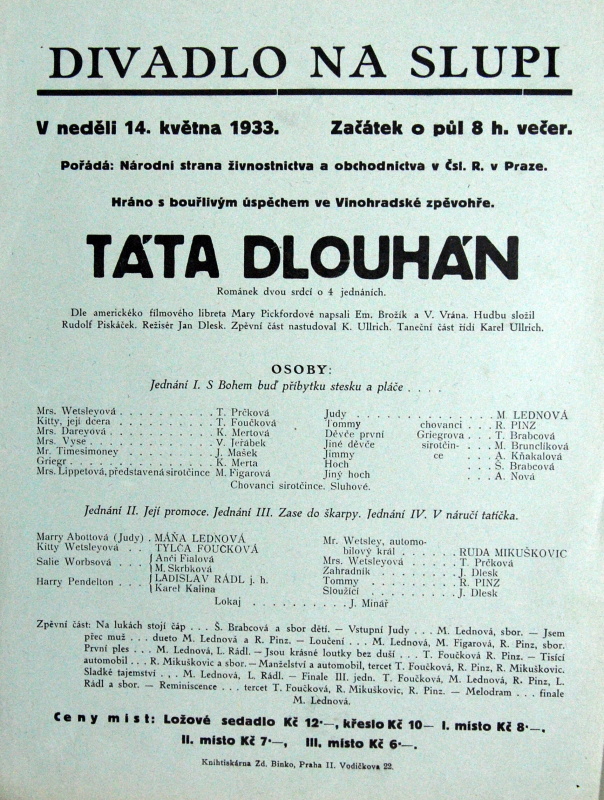 DIVADLO NA SLUPI
V neděli 14. května 1933. Začátek o půl 8 h. večer.
Pořádá: Národní strana živnostnictva a obchodnictva v Čsl. R. v Praze.
Hráno s bouřlivým úspěchem ve Vinohradské zpěvohře.
TÁTA DLOUHÁN
Románek dvou srdcí o 4 jednáních.
Dle amerického filmového libreta Mary Pickfordové napsali Em. Brožík a V. Vrána. Hudbu složil
Rudolf Piskáček. Režisér Jan Dlesk. Zpěvní část nastudoval K. Ullrich. Taneční část řídí Karel Ullrich.
OSOBY:
Jednání I. S Bohem buď příbytku stesku a pláče . . . .
Mrs. Wetsleyová . . . . . . . . . . T. Prčková
Kitty, její dcera . . . . . . . . . . T. Foučková
Mrs. Dareyová . . . . . . . . . . K. Mertová
Mrs. Vyse . . . . . . . . . . V. Jeřábek
Mr. Timesimoney . . . . . . . . J. Mašek
Griegr . . . . . . . . . . . . K. Merta
Mrs. Lippetová, představená sirotčince M. Figarová
Judy . . . . . . . . . . . . . . M. LEDNOVÁ
Tommy chovanci . . . R. PINZ
Děvče první Griegrova . . T. Brabcová
Jiné děvče sirotčin- . . M. Brunclíková
Jimmy ce . . A. Kňakalová
Hoch . . Š. Brabcová
Jiný hoch . . A. Nová
Chovanci sirotčince. Sluhové.
Jednání II. Její promoce. Jednání III. Zase do škarpy. Jednání IV. V náručí tatíčka.
Marry Abottová (Judy) . MÁŇA LEDNOVÁ
Kitty Wetsleyová . . . TYLČA FOUČKOVÁ
Salie Worbsová . . . { Anči Fialová
M. Skrbková
Harry Pendelton . . . { LADISLAV RÁDL j. h.
Karel Kalina
Mr. Wetsley, automo-
bilový král . . . . . . RUDA MIKUŠKOVIC
Mrs. Wetsleyová . . . . . T. Prčková
Zahradník . . . . . . . . J. Dlesk
Tommy . . . . . . . . . R. PINZ
Sloužící . . . . . . . . . J. Dlesk
Lokaj . . . . . . . . . . J. Minář
Zpěvní část: Na lukách stojí čáp . . . Š. Brabcová a sbor dětí. — Vstupní Judy . . . M. Lednová, sbor. — Jsem
přec muž . . . dueto M. Lednová a R. Pinz. — Loučení . . . M. Lednová, M. Figarová, R. Pinz, sbor.
První ples . . . M. Lednová, L. Rádl. — Jsou krásné loutky bez duší . . . T. Foučková R. Pinz. — Tisící
automobil . . . R. Mikuškovic a sbor. — Manželství a automobil, tercet T. Foučková, R. Pinz, R. Mikuškovic.
Sladké tajemství . . . M. Lednová, L. Rádl. — Finale III. jedn. T. Foučková, M. Lednová, R. Pinz, L.
Rádl a sbor. — Reminiscence . . . tercet T. Foučková, R. Mikuškovic, R. Pinz. — Melodram . . . finale
M. Lednová.
Ceny míst: Ložové sedadlo Kč 12·—, křeslo Kč 10— I. místo Kč 8·—,
II. místo Kč 7·—, III. místo Kč 6·—.
Knihtiskárna Zd. Binko, Praha II. Vodičkova 22.